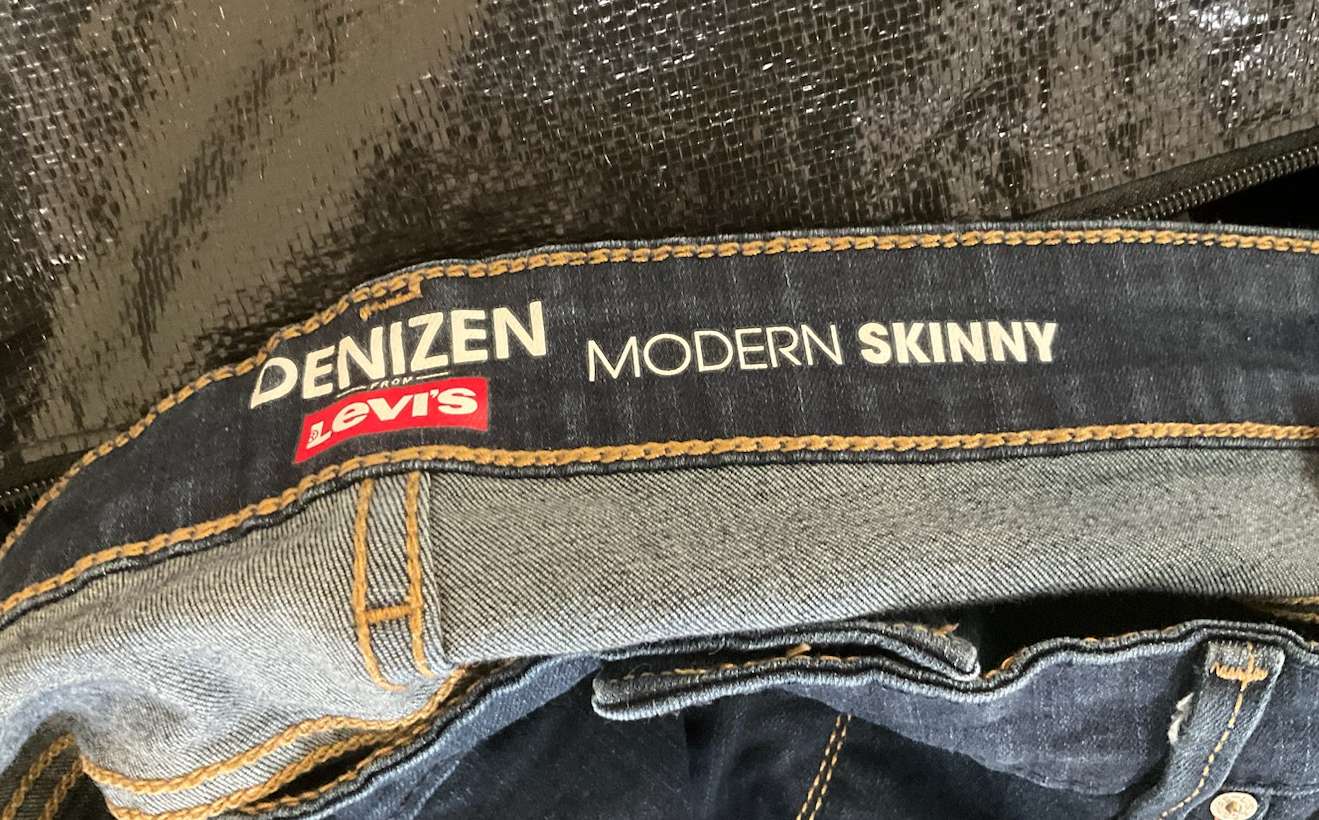 DENIZEN
FROM
Levi's
MODERN SKINNY